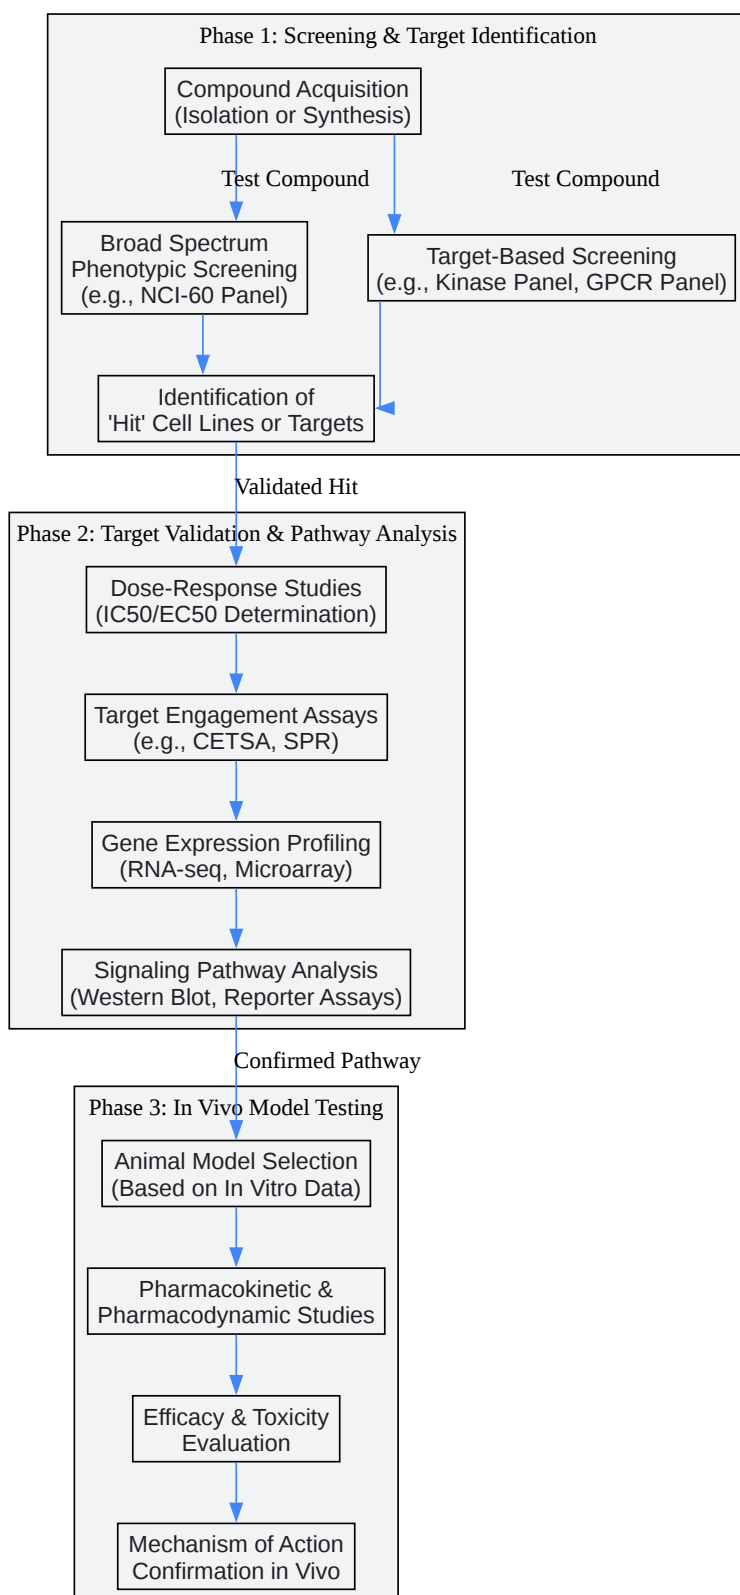 Phase 1: Screening & Target Identification
Compound Acquisition
(Isolation or Synthesis)
Test Compound
Test Compound
Broad Spectrum
Phenotypic Screening
(e.g., NCI-60 Panel)
Target-Based Screening
(e.g., Kinase Panel, GPCR Panel)
Identification of
'Hit' Cell Lines or Targets
Validated Hit
Phase 2: Target Validation & Pathway Analysis
Dose-Response Studies
(IC50/EC50 Determination)
Target Engagement Assays
(e.g., CETSA, SPR)
Gene Expression Profiling
(RNA-seq, Microarray)
Signaling Pathway Analysis
(Western Blot, Reporter Assays)
Confirmed Pathway
Phase 3: In Vivo Model Testing
Animal Model Selection
(Based on In Vitro Data)
Pharmacokinetic &
Pharmacodynamic Studies
Efficacy & Toxicity
Evaluation
Mechanism of Action
Confirmation in Vivo